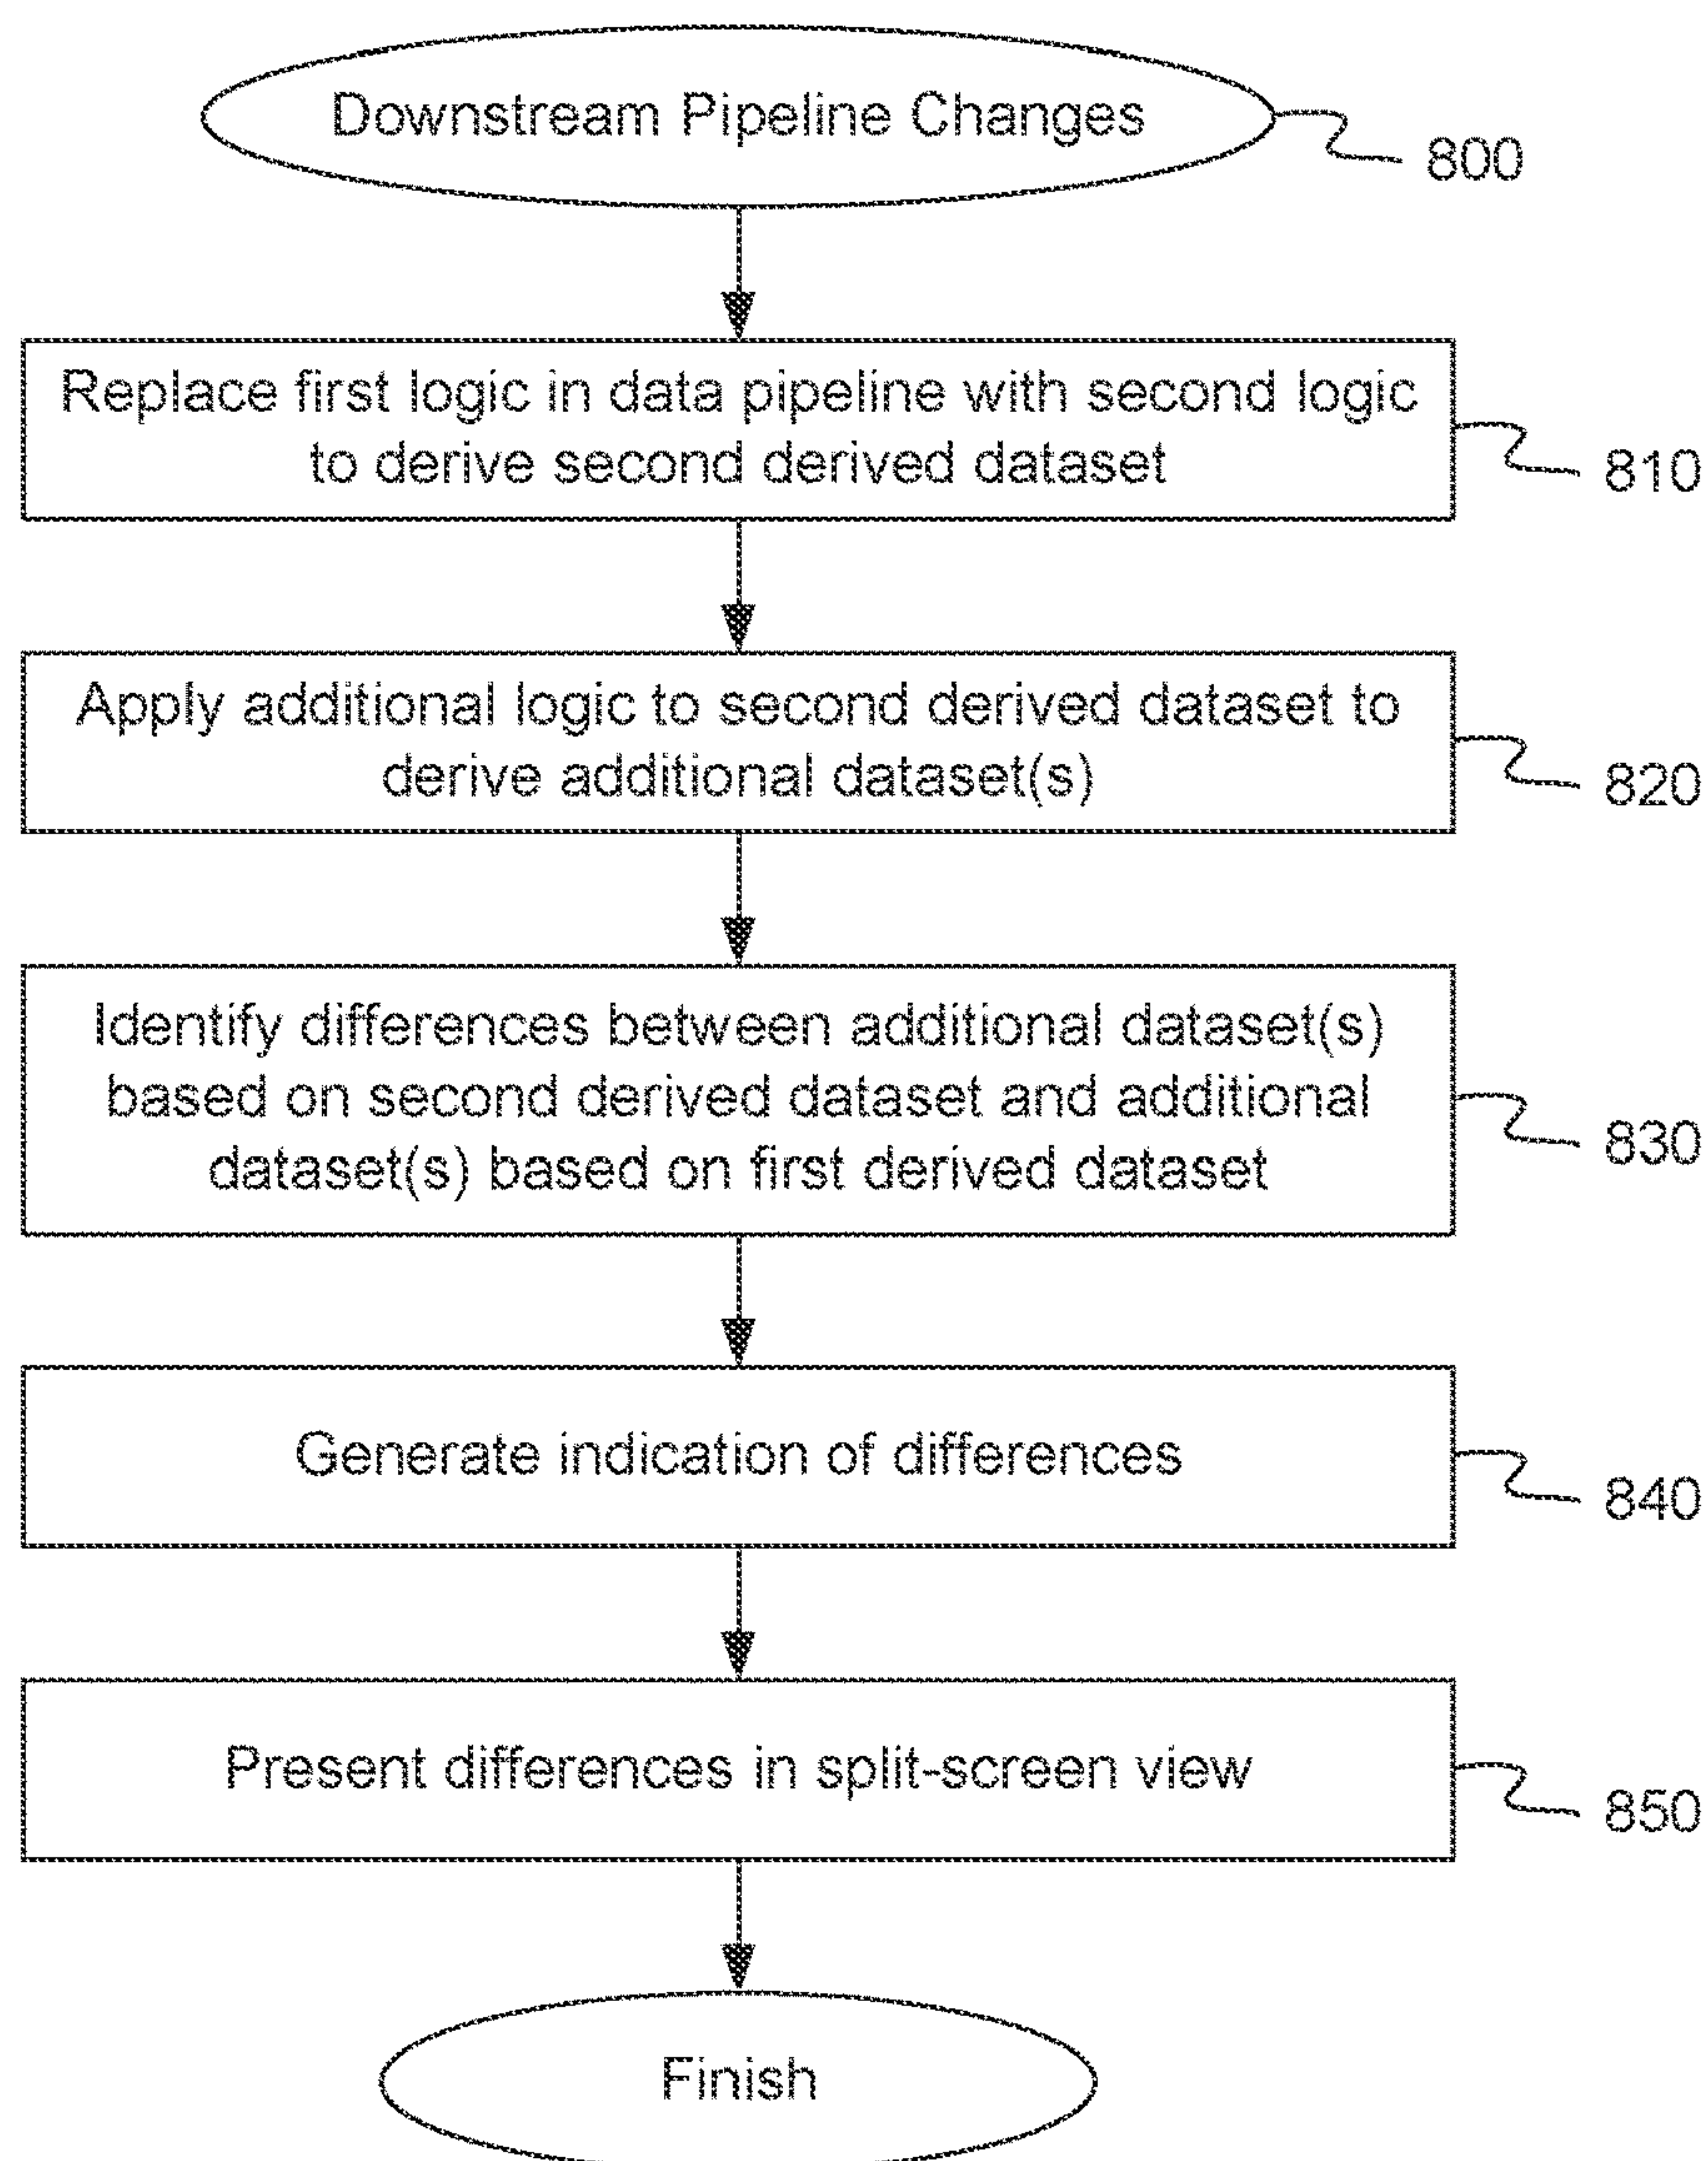 Downstream Pipeline Changes
800
Replace first logic in data pipeline with second logic
to derive second derived dataset
810
Apply additional logic to second derived dataset to
derive additional dataset(s)
820
Identify differences between additional dataset(s)
based on second derived dataset and additional
dataset(s) based on first derived dataset
830
Generate indication of differences
840
Present differences in split-screen view
850
Finish